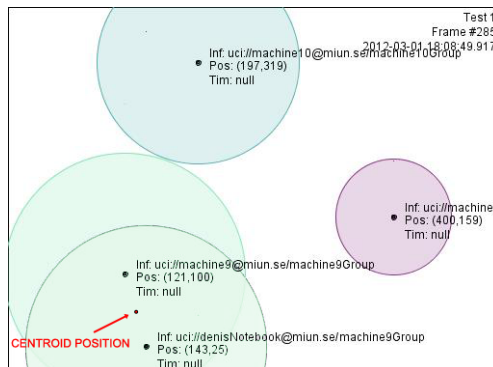 Test 1
Frame #285
2012-03-01 18:08:49.917
Inf: uci://machine10@miun.se/machine10Group
Pos: (197,319)
Tim: null
Inf: uci://machine
Pos: (400,159)
Tim: null
Inf: uci://machine9@miun.se/machine9Group
Pos: (121,100)
Tim: null
CENTROID POSITION
Inf: uci://denisNotebook@miun.se/machine9Group
Pos: (143,25)
Tim: null